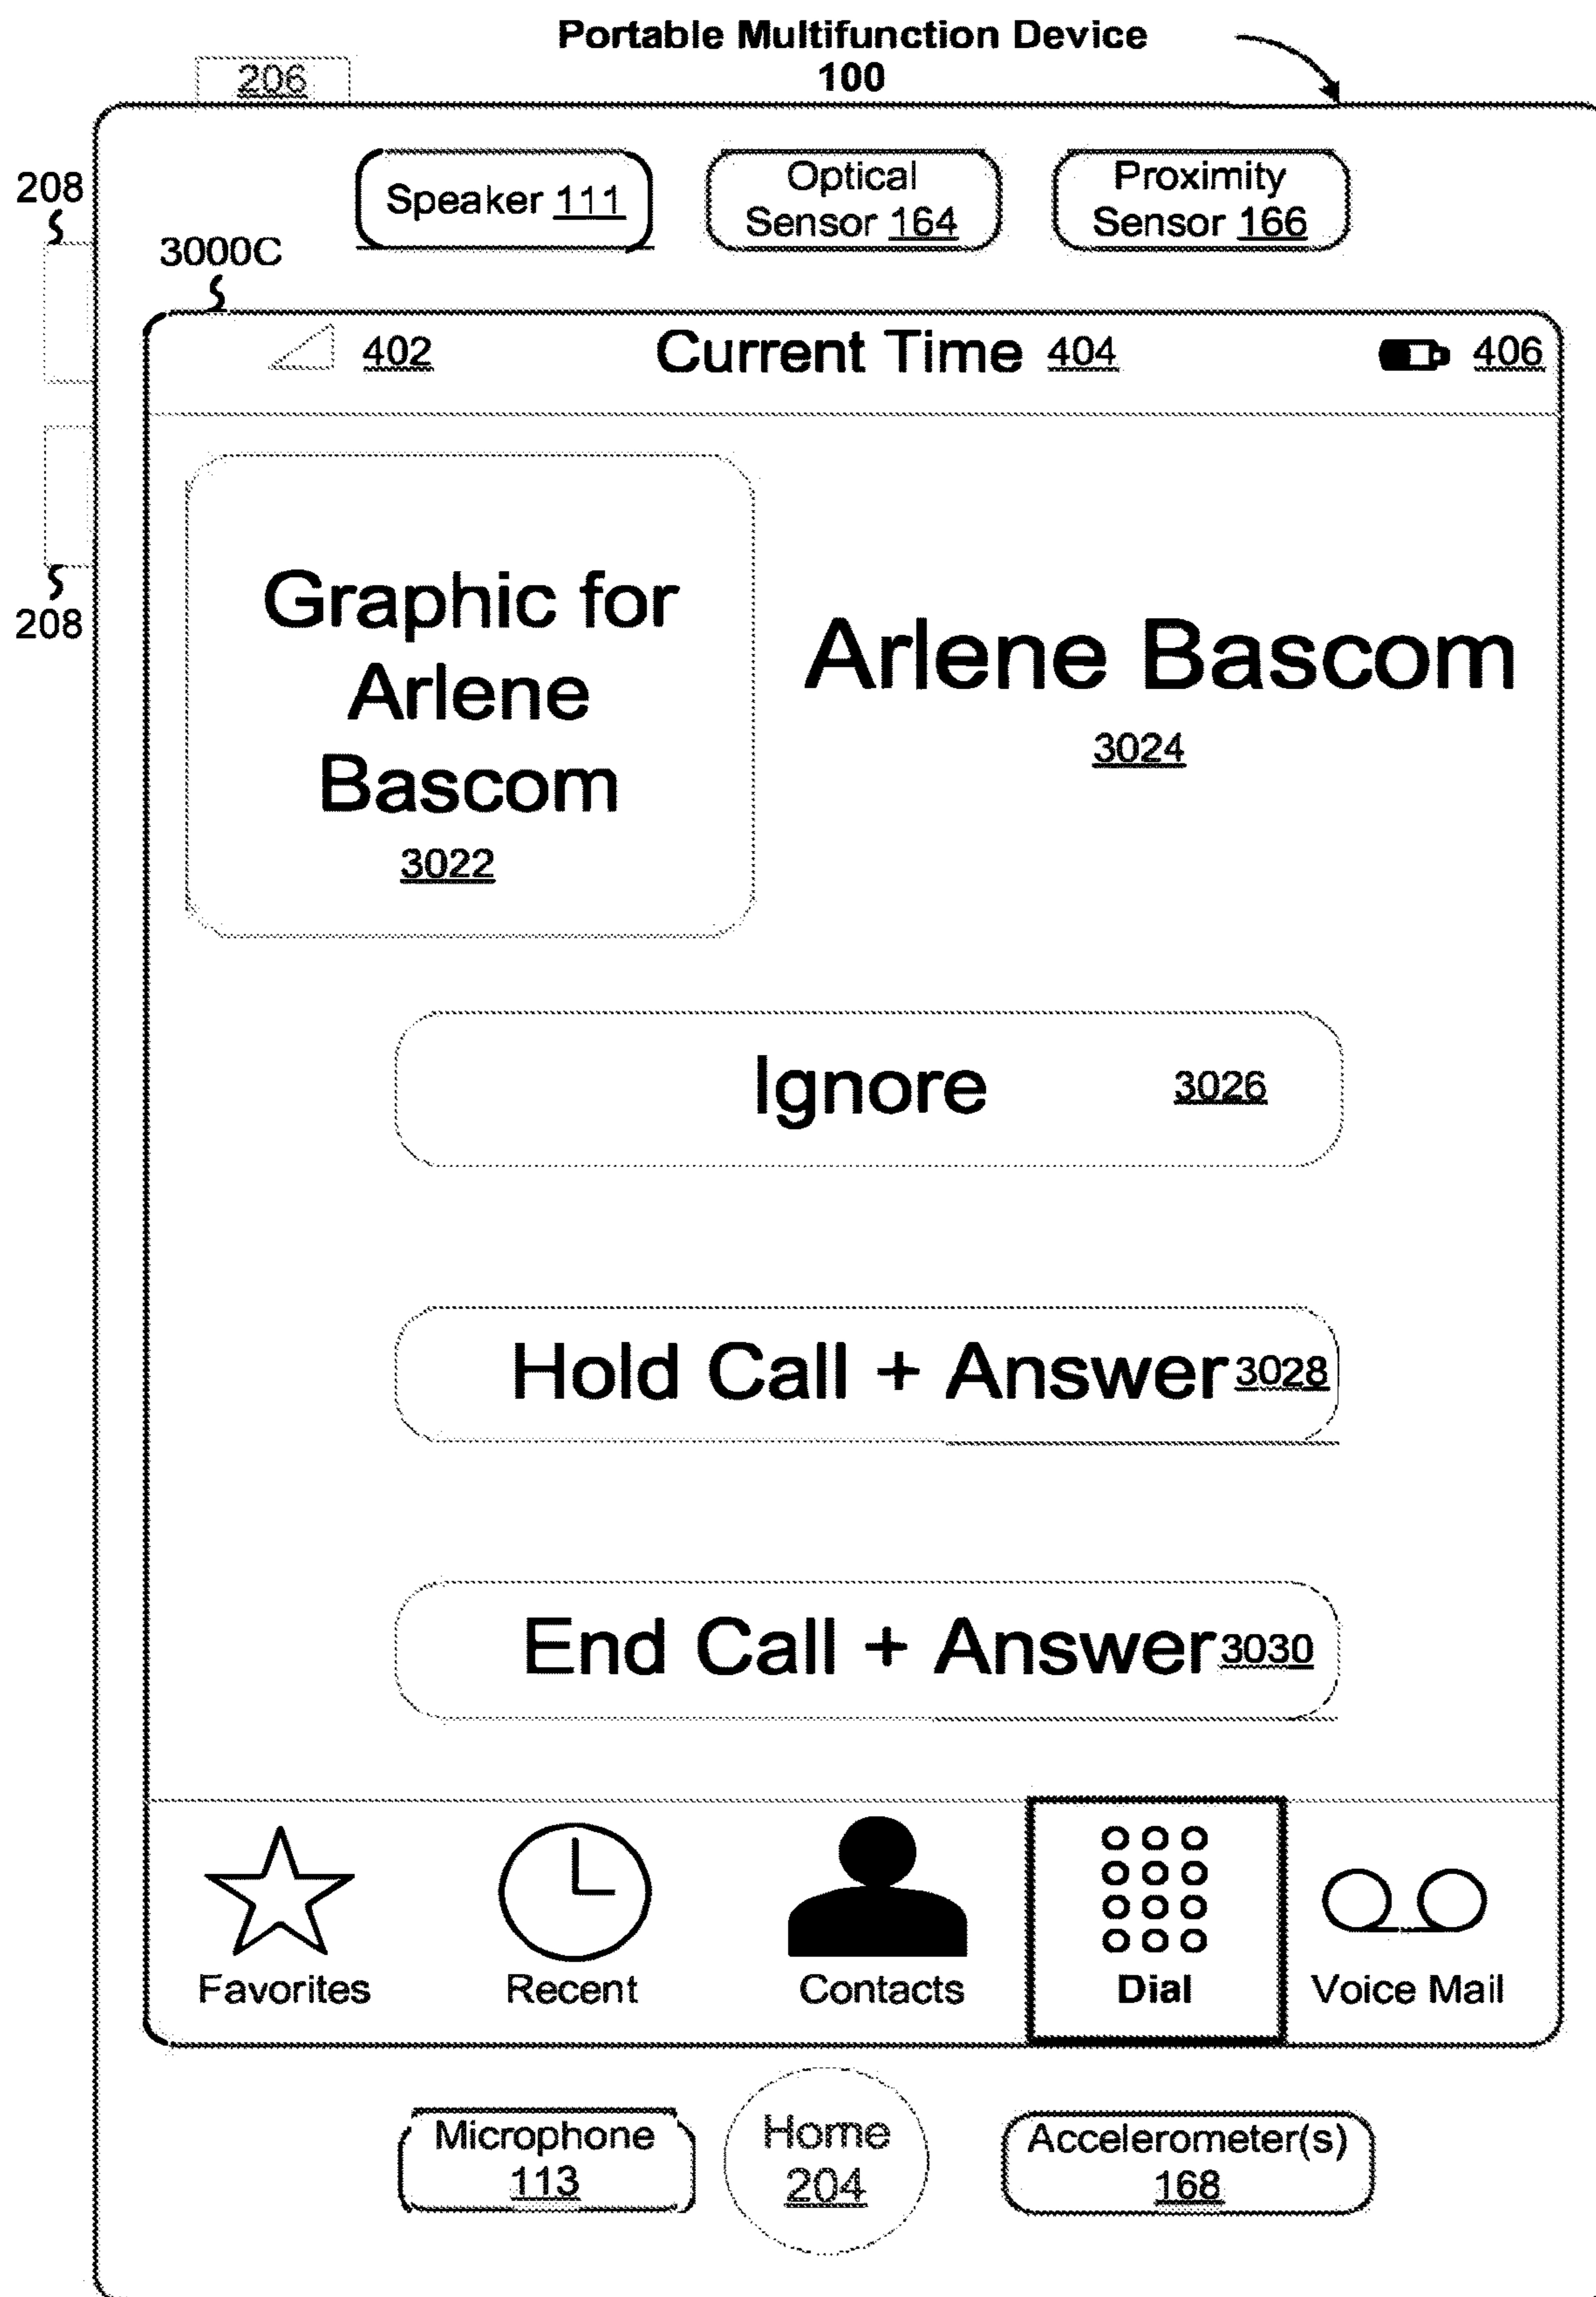 Portable Multifunction Device
100
206
208
Speaker 111
Optical
Sensor 164
Proximity
Sensor 166
3000C
402
Current Time 404
406
208
Graphic for
Arlene
Bascom
3022
Arlene Bascom
3024
Ignore 3026
Hold Call + Answer 3028
End Call + Answer 3030
Favorites
Recent
Contacts
Dial
Voice Mail
Microphone
113
Home
204
Accelerometer(s)
168